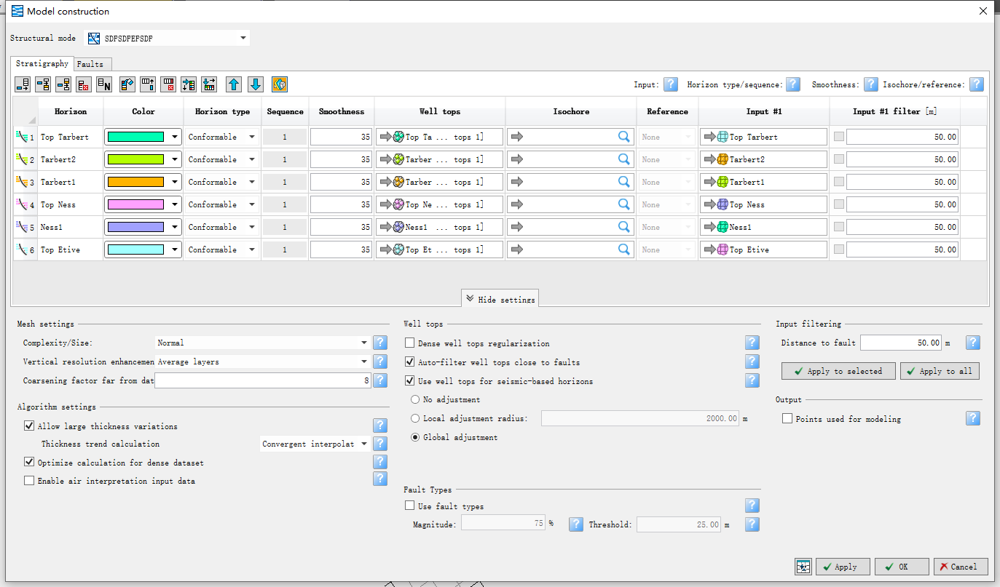 Model construction
Structural mode SDFSDFEFSDF
Stratigraphy Faults
N Input: ? Horizon type/sequence: ? Smoothness: ? Isochore/reference: ?
Horizon Color Horizon type Sequence Smoothness Well tops Isochore Reference Input #1 Input #1 filter [m]
1 Top Tarbert Conformable 1 35 Top Ta ... tops 1] None Top Tarbert 50.00
2 Tarbert2 Conformable 1 35 Tarber ... tops 1] None Tarbert2 50.00
3 Tarbert1 Conformable 1 35 Tarber ... tops 1] None Tarbert1 50.00
4 Top Ness Conformable 1 35 Top Ne ... tops 1] None Top Ness 50.00
5 Ness1 Conformable 1 35 Ness1 ... tops 1] None Ness1 50.00
6 Top Etive Conformable 1 35 Top Et ... tops 1] None Top Etive 50.00
Hide settings
Mesh settings
Complexity/Size: Normal ?
Vertical resolution enhancemen Average layers ?
Coarsening factor far from dat 8 ?
Algorithm settings
Allow large thickness variations ?
Thickness trend calculation Convergent interpolat ?
Optimize calculation for dense dataset ?
Enable air interpretation input data ?
Well tops
Dense well tops regularization ?
Auto-filter well tops close to faults ?
Use well tops for seismic-based horizons ?
No adjustment
Local adjustment radius: 2000.00 m
Global adjustment
Fault Types
Use fault types ?
Magnitude: 75 % ? Threshold: 25.00 m ?
Input filtering
Distance to fault 50.00 m ?
Apply to selected Apply to all
Output
Points used for modeling ?
Apply OK Cancel